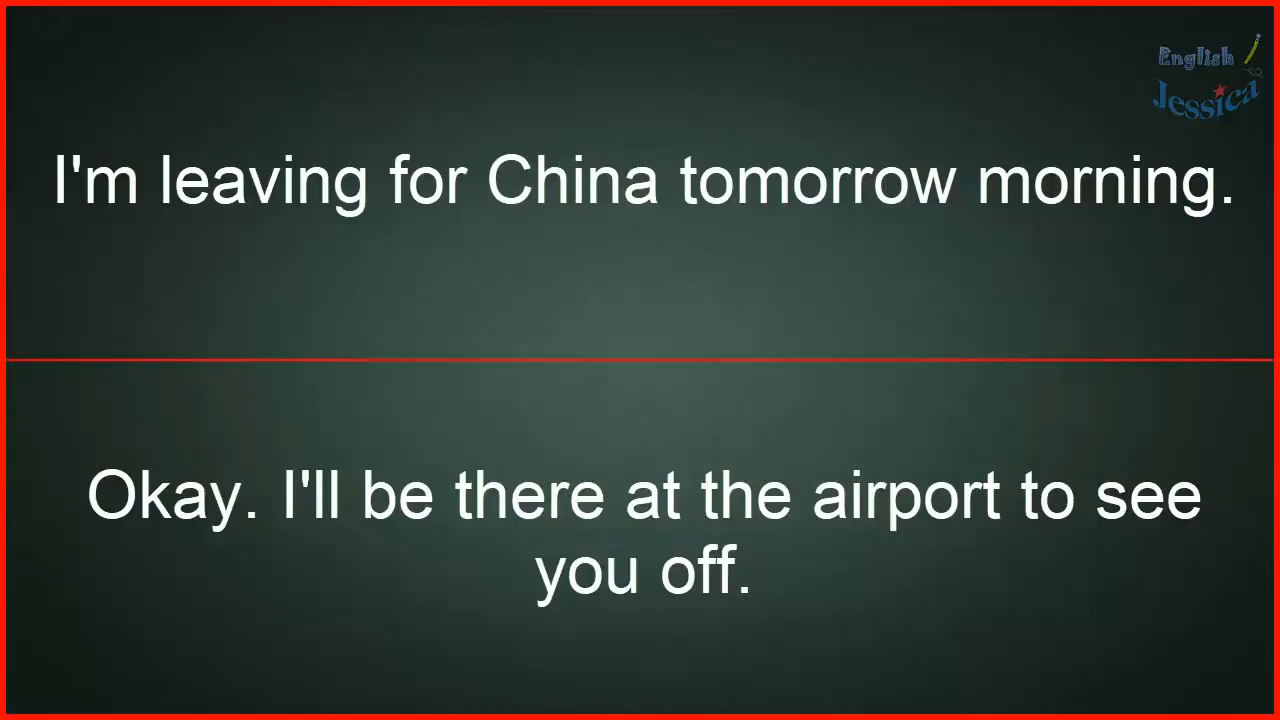 English
Jessica
I'm leaving for China tomorrow morning.
Okay. I'll be there at the airport to see
you off.